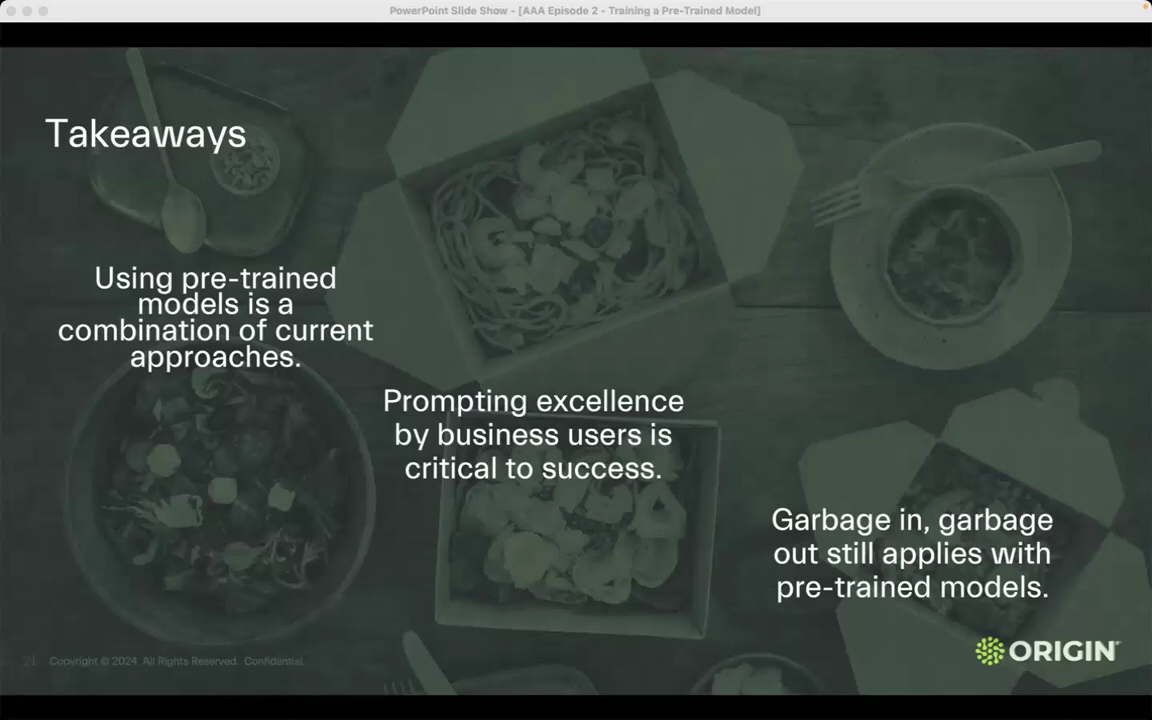 PowerPoint Slide Show - [AAA Episode 2 - Training a Pre-Trained Model]
Takeaways
Using pre-trained
models is a
combination of current
approaches.
Prompting excellence
by business users is
critical to success.
Garbage in, garbage
out still applies with
pre-trained models.
21 Copyright © 2024. All Rights Reserved. Confidential.
ORIGIN